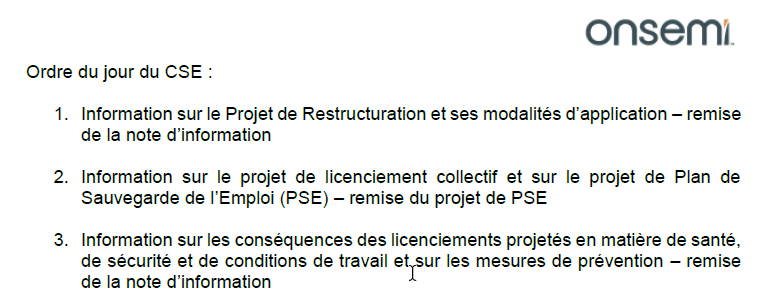 onsemi
Ordre du jour du CSE :
1. Information sur le Projet de Restructuration et ses modalités d’application – remise
de la note d’information
2. Information sur le projet de licenciement collectif et sur le projet de Plan de
Sauvegarde de l’Emploi (PSE) – remise du projet de PSE
3. Information sur les conséquences des licenciements projetés en matière de santé,
de sécurité et de conditions de travail et sur les mesures de prévention – remise
de la note d’information